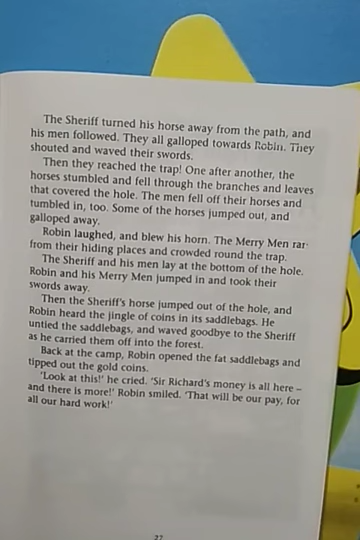 The Sheriff turned his horse away from the path, and
his men followed. They all galloped towards Robin. They
shouted and waved their swords.
Then they reached the trap! One after another, the
horses stumbled and fell through the branches and leaves
that covered the hole. The men fell off their horses and
tumbled in, too. Some of the horses jumped out, and
galloped away.
Robin laughed, and blew his horn. The Merry Men ran
from their hiding places and crowded round the trap.
The Sheriff and his men lay at the bottom of the hole.
Robin and his Merry Men jumped in and took their
swords away.
Then the Sheriff's horse jumped out of the hole, and
Robin heard the jingle of coins in its saddlebags. He
untied the saddlebags, and waved goodbye to the Sheriff
as he carried them off into the forest.
Back at the camp, Robin opened the fat saddlebags and
tipped out the gold coins.
'Look at this!' he cried. 'Sir Richard's money is all here –
and there is more!' Robin smiled. 'That will be our pay, for
all our hard work!'
27